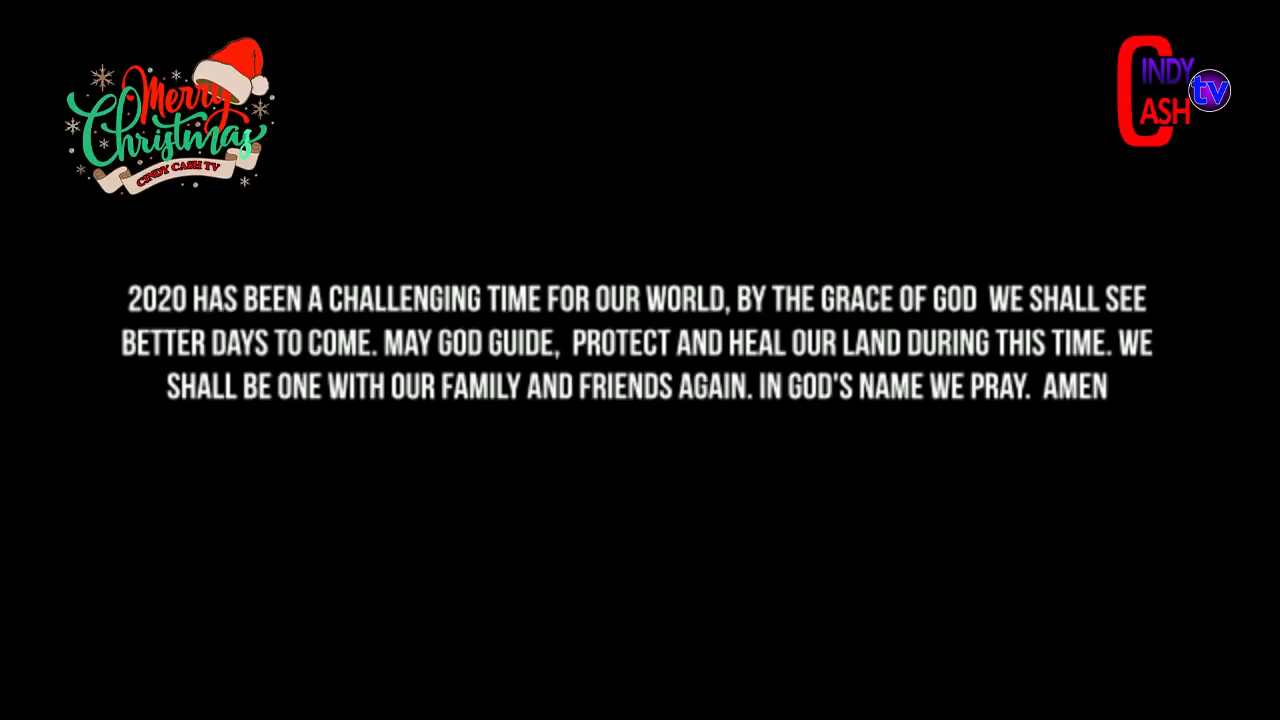 Merry
Christmas
CINDY CASH TV
CINDY
CASH
tv
2020 HAS BEEN A CHALLENGING TIME FOR OUR WORLD, BY THE GRACE OF GOD  WE SHALL SEE
BETTER DAYS TO COME. MAY GOD GUIDE,  PROTECT AND HEAL OUR LAND DURING THIS TIME. WE
SHALL BE ONE WITH OUR FAMILY AND FRIENDS AGAIN. IN GOD'S NAME WE PRAY.  AMEN